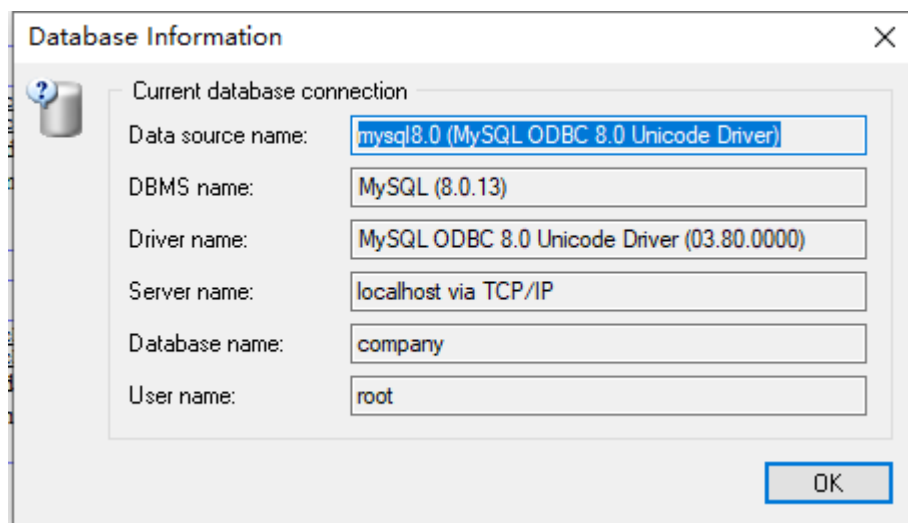 Database Information
Current database connection
Data source name: mysql8.0 (MySQL ODBC 8.0 Unicode Driver)
DBMS name: MySQL (8.0.13)
Driver name: MySQL ODBC 8.0 Unicode Driver (03.80.0000)
Server name: localhost via TCP/IP
Database name: company
User name: root
OK